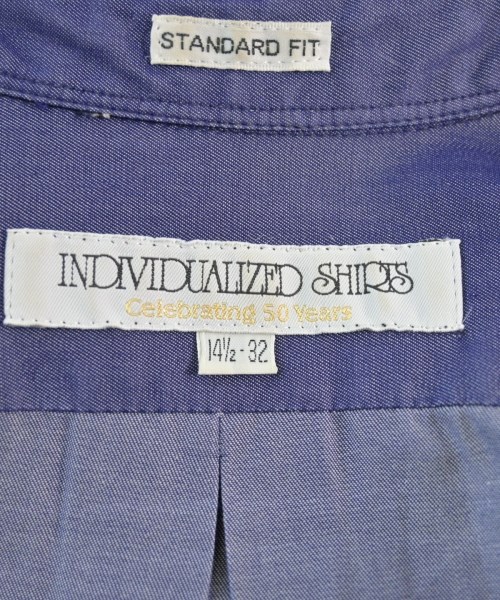 STANDARD FIT
INDIVIDUALIZED SHIRTS
Celebrating 50 Years
14½-32